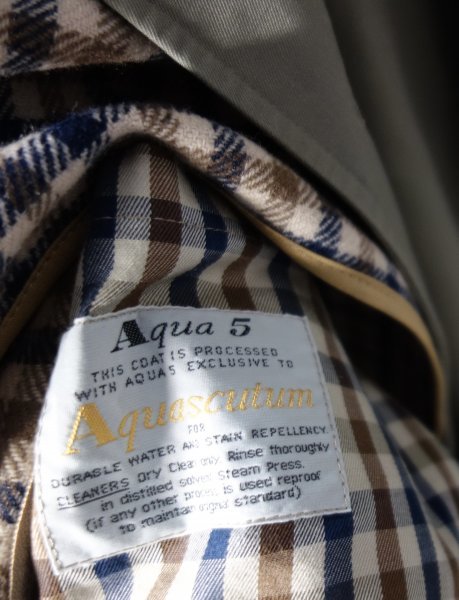 Aqua 5
THIS COAT IS PROCESSED
WITH AQUA5 EXCLUSIVE TO
Aquascutum
FOR
DURABLE WATER AND STAIN REPELLENCY
CLEANERS Dry Clean only. Rinse thoroughly
in distilled solvent Steam Press.
(if any other process is used reproof
to maintain original standard)